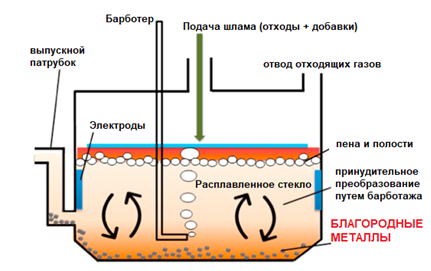 Барботер
Подача шлама (отходы + добавки)
выпускной
патрубок
отвод отходящих газов
Электроды
пена и полости
Расплавленное стекло
принудительное
преобразование
путем барботажа
БЛАГОРОДНЫЕ
МЕТАЛЛЫ